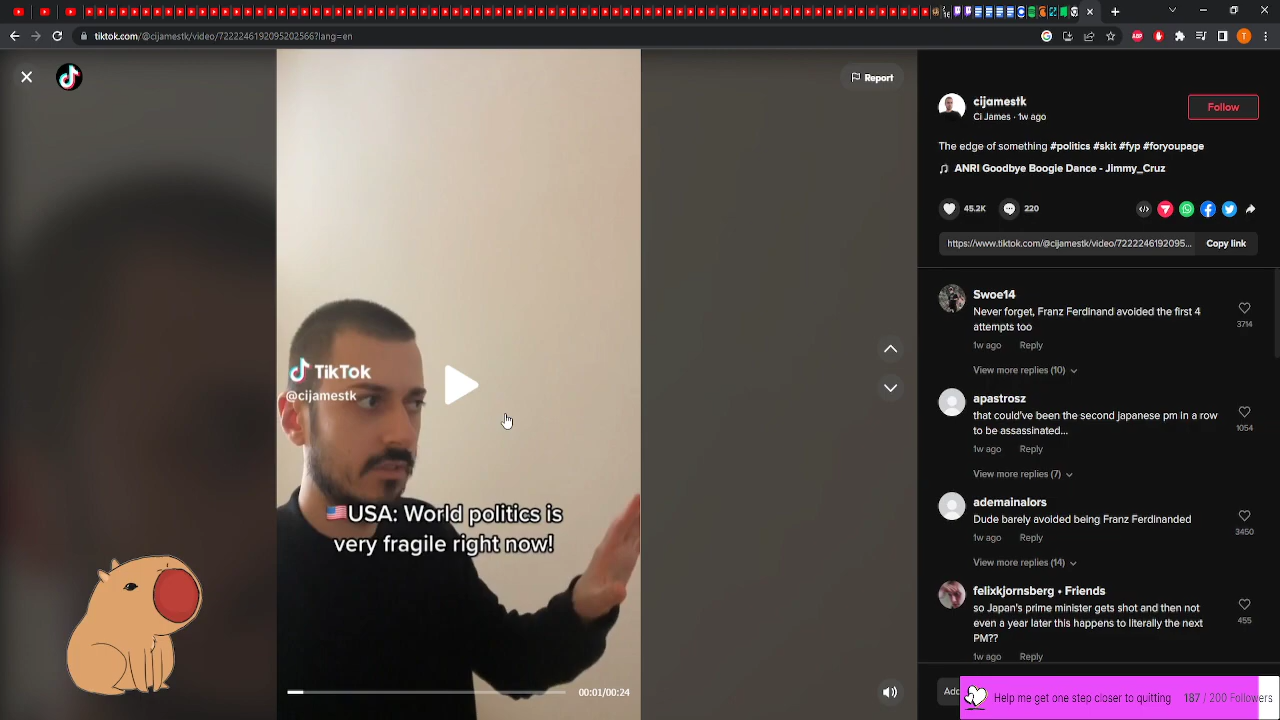 tiktok.com/@cijamestk/video/7222246192095202566?lang=en
T
Report
TikTok
@cijamestk
🇺🇸USA: World politics is
very fragile right now!
00:01/00:24
cijamestk
Ci James · 1w ago
Follow
The edge of something #politics #skit #fyp #foryoupage
ANRI Goodbye Boogie Dance - Jimmy_Cruz
45.2K
220
https://www.tiktok.com/@cijamestk/video/7222246192095...
Copy link
Swoe14
Never forget, Franz Ferdinand avoided the first 4
attempts too
3714
1w ago Reply
View more replies (10)
apastrosz
that could've been the second japanese pm in a row
to be assassinated...
1054
1w ago Reply
View more replies (7)
ademainalors
Dude barely avoided being Franz Ferdinanded
3450
1w ago Reply
View more replies (14)
felixkjornsberg • Friends
so Japan's prime minister gets shot and then not
even a year later this happens to literally the next
PM??
455
1w ago Reply
Add
Help me get one step closer to quitting 187 / 200 Followers